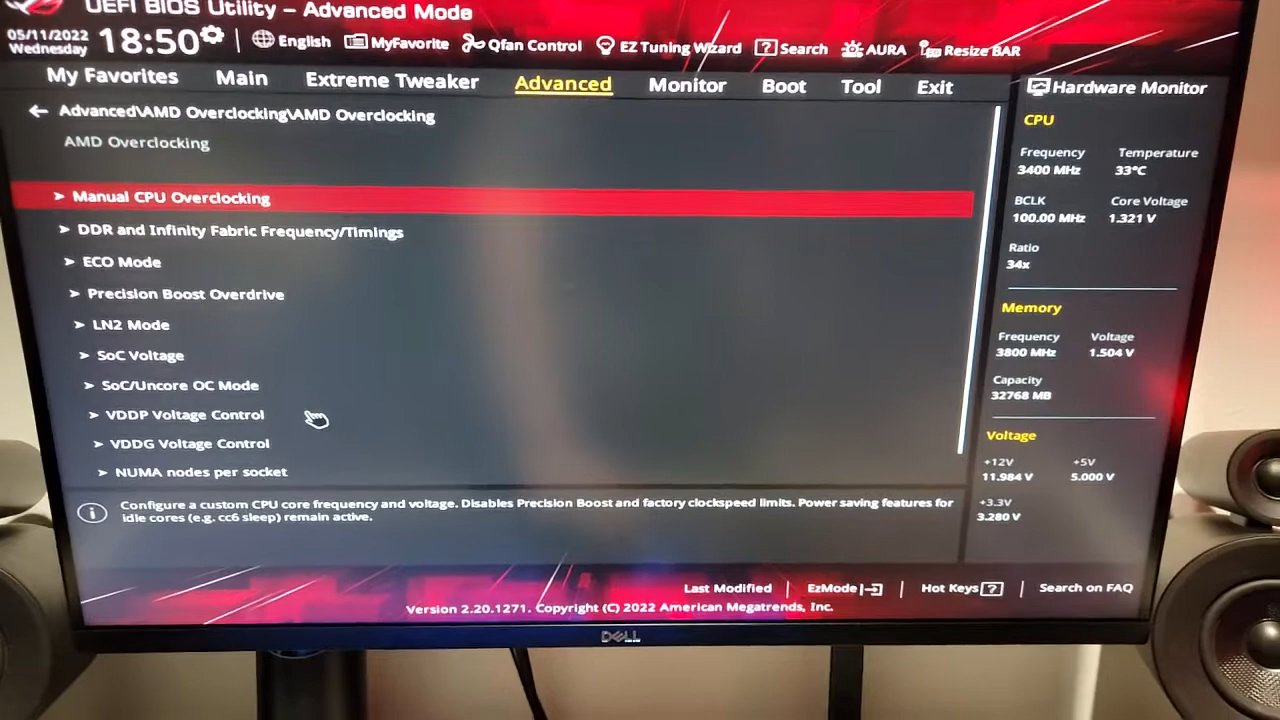 UEFI BIOS Utility – Advanced Mode
05/11/2022
Wednesday
18:50
English
MyFavorite
Qfan Control
EZ Tuning Wizard
Search
AURA
Resize BAR
My Favorites
Main
Extreme Tweaker
Advanced
Monitor
Boot
Tool
Exit
Hardware Monitor
Advanced\AMD Overclocking\AMD Overclocking
AMD Overclocking
Manual CPU Overclocking
DDR and Infinity Fabric Frequency/Timings
ECO Mode
Precision Boost Overdrive
LN2 Mode
SoC Voltage
SoC/Uncore OC Mode
VDDP Voltage Control
VDDG Voltage Control
NUMA nodes per socket
Configure a custom CPU core frequency and voltage. Disables Precision Boost and factory clockspeed limits. Power saving features for
idle cores (e.g. cc6 sleep) remain active.
CPU
Frequency Temperature
3400 MHz 33°C
BCLK Core Voltage
100.00 MHz 1.321 V
Ratio
34x
Memory
Frequency Voltage
3800 MHz 1.504 V
Capacity
32768 MB
Voltage
+12V +5V
11.984 V 5.000 V
+3.3V
3.280 V
Last Modified
EzMode
Hot Keys ?
Search on FAQ
Version 2.20.1271. Copyright (C) 2022 American Megatrends, Inc.
DELL